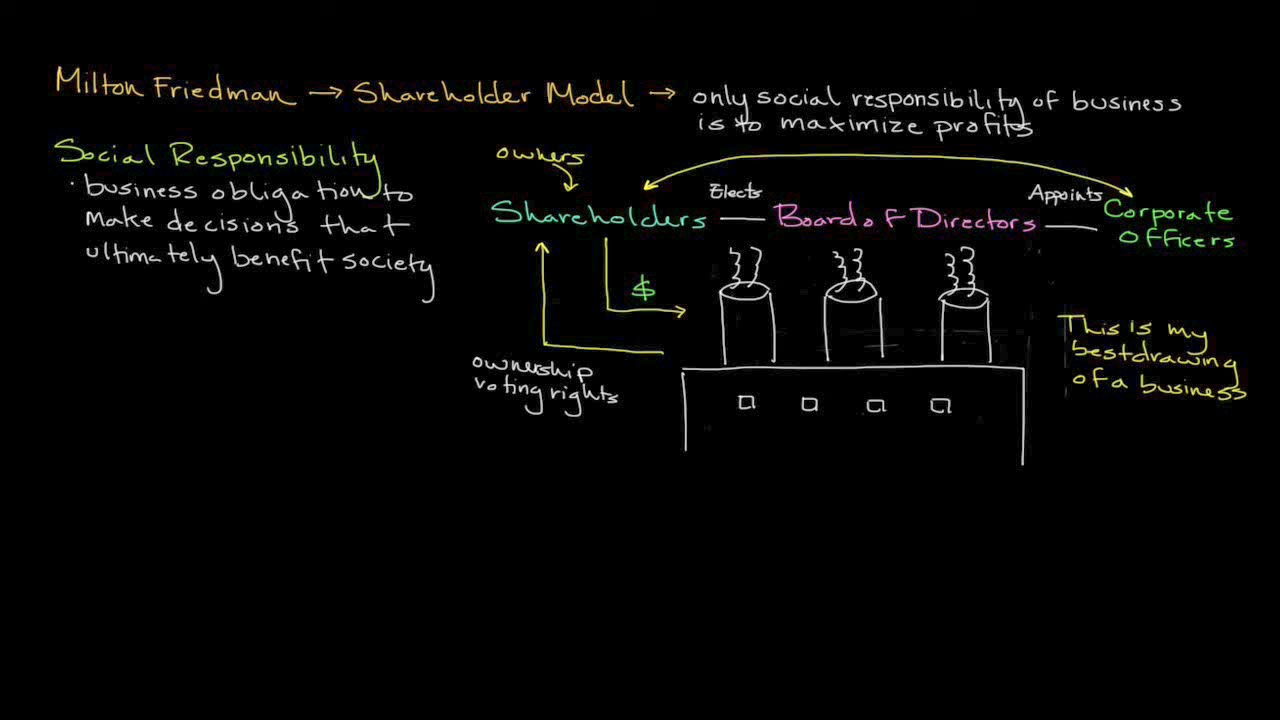 Milton Friedman → Shareholder Model → only social responsibility of business
is to maximize profits
Social Responsibility
· business obligation to
make decisions that
ultimately benefit society
owners
Shareholders — Elects — Board of Directors — Appoints — Corporate
Officers
$
ownership
voting rights
This is my
best drawing
of a business